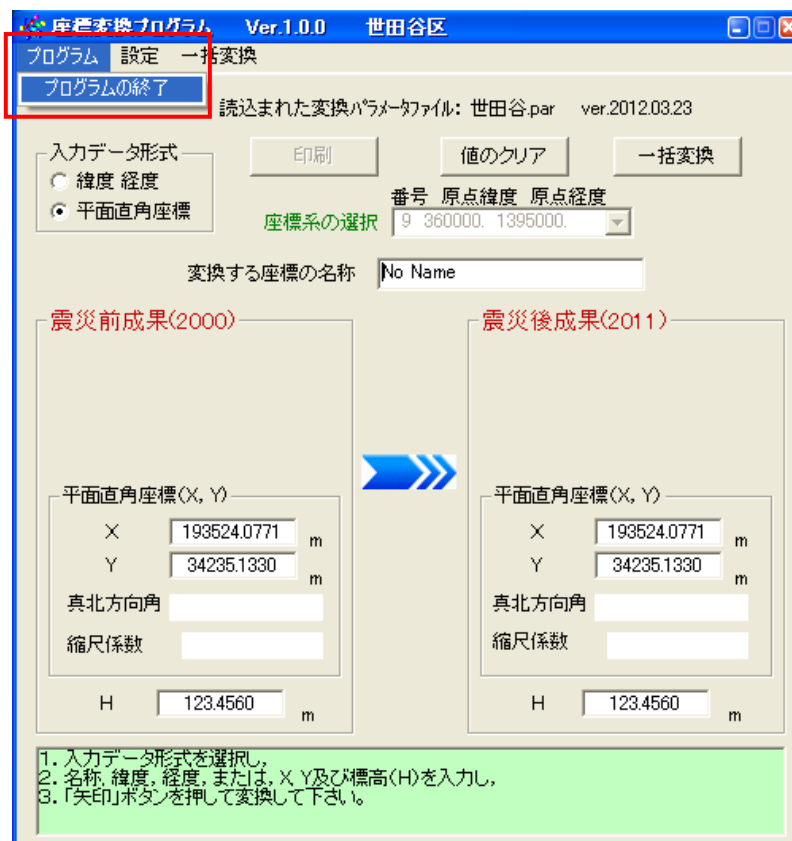 座標変換プログラム Ver.1.0.0 世田谷区
プログラム 設定 一括変換
プログラムの終了
読込まれた変換パラメータファイル: 世田谷.par ver.2012.03.23
入力データ形式
緯度 経度
平面直角座標
印刷
値のクリア
一括変換
番号 原点緯度 原点経度
座標系の選択 9 360000. 1395000.
変換する座標の名称 No Name
震災前成果(2000)
平面直角座標(X, Y)
X 193524.0771 m
Y 34235.1330 m
真北方向角
縮尺係数
H 123.4560 m
震災後成果(2011)
平面直角座標(X, Y)
X 193524.0771 m
Y 34235.1330 m
真北方向角
縮尺係数
H 123.4560 m
1. 入力データ形式を選択し,
2. 名称, 緯度, 経度, または, X, Y及び標高(H)を入力し,
3. 「矢印」ボタンを押して変換して下さい。